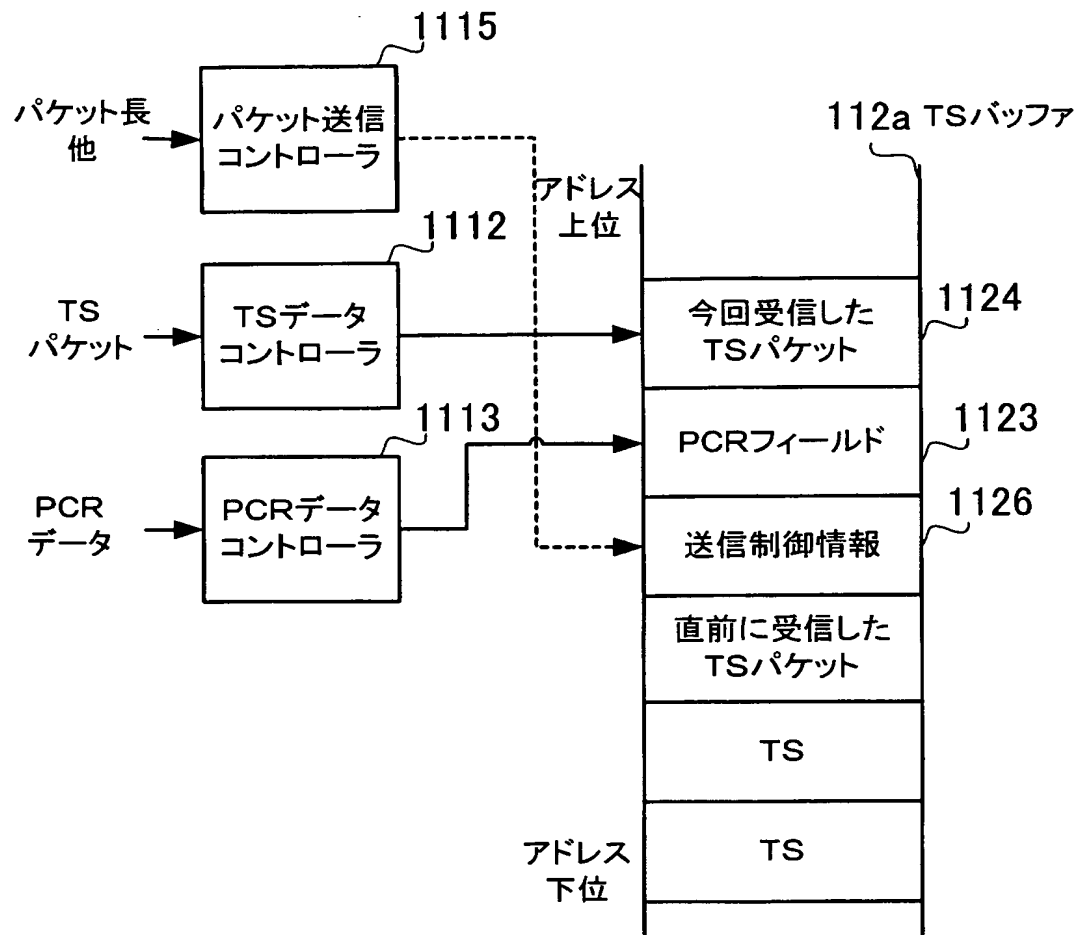 1115
パケット長
他
パケット送信
コントローラ
112a TSバッファ
アドレス
上位
1112
TS
パケット
TSデータ
コントローラ
今回受信した
TSパケット
1124
1113
PCRフィールド
1123
PCR
データ
PCRデータ
コントローラ
送信制御情報
1126
直前に受信した
TSパケット
TS
アドレス
下位
TS